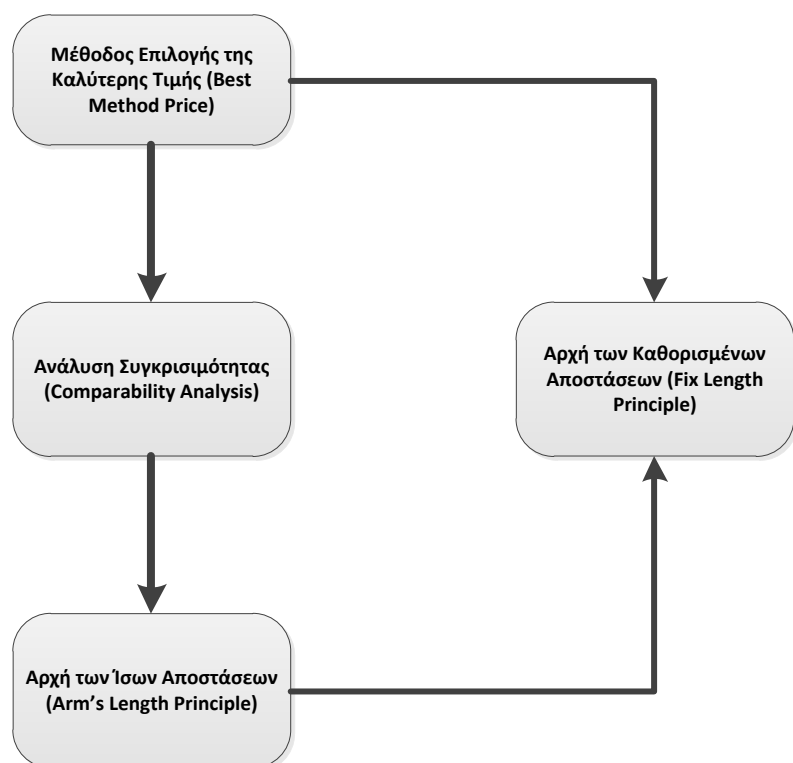 Μέθοδος Επιλογής της
Καλύτερης Τιμής (Best
Method Price)
Ανάλυση Συγκρισιμότητας
(Comparability Analysis)
Αρχή των Καθορισμένων
Αποστάσεων (Fix Length
Principle)
Αρχή των Ίσων Αποστάσεων
(Arm’s Length Principle)